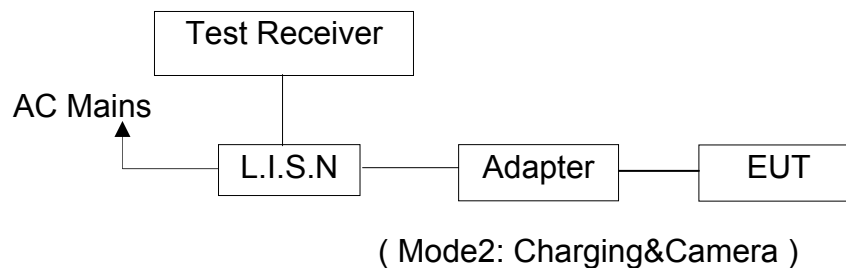 Test Receiver
AC Mains
L.I.S.N
Adapter
EUT
( Mode2: Charging&Camera )